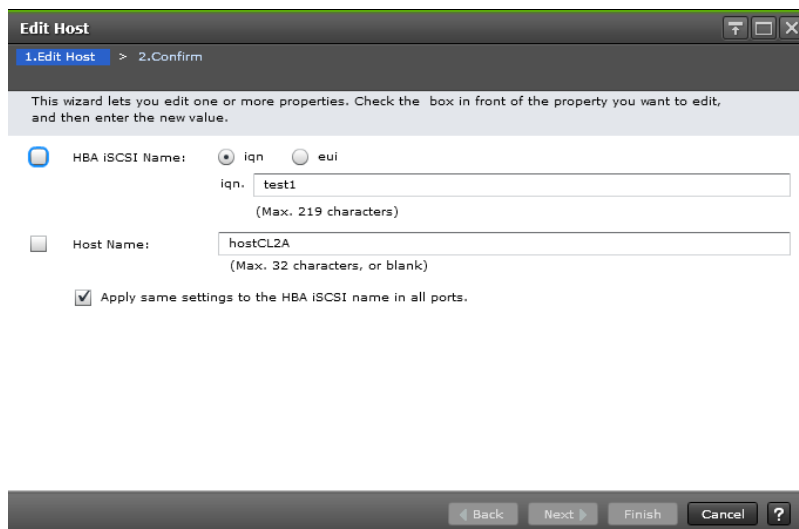 Edit Host
1.Edit Host > 2.Confirm
This wizard lets you edit one or more properties. Check the box in front of the property you want to edit,
and then enter the new value.
HBA iSCSI Name: iqn eui
iqn. test1
(Max. 219 characters)
Host Name: hostCL2A
(Max. 32 characters, or blank)
Apply same settings to the HBA iSCSI name in all ports.
Back Next Finish Cancel ?